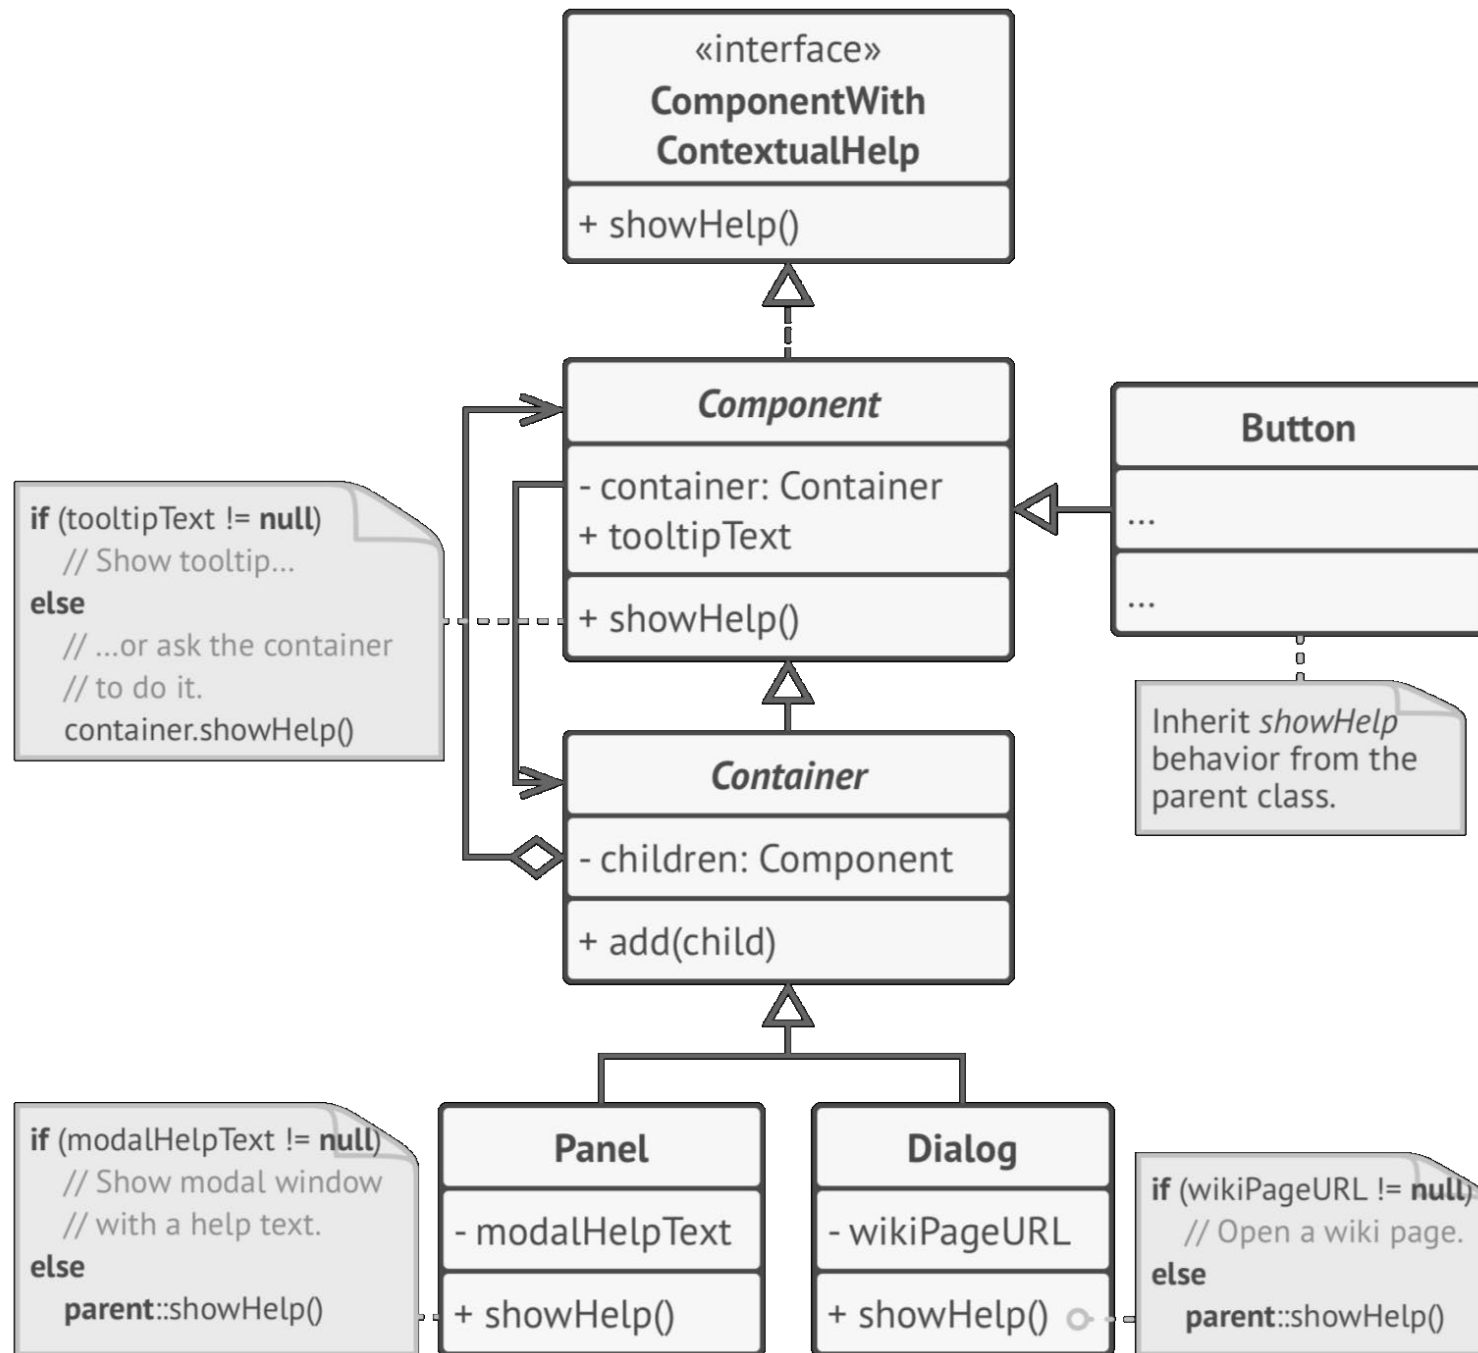 «interface»
ComponentWith
ContextualHelp
+ showHelp()
Component
- container: Container
+ tooltipText
+ showHelp()
Button
...
...
if (tooltipText != null)
// Show tooltip...
else
// ...or ask the container
// to do it.
container.showHelp()
Inherit showHelp
behavior from the
parent class.
Container
- children: Component
+ add(child)
if (modalHelpText != null)
// Show modal window
// with a help text.
else
parent::showHelp()
Panel
- modalHelpText
+ showHelp()
Dialog
- wikiPageURL
+ showHelp()
if (wikiPageURL != null)
// Open a wiki page.
else
parent::showHelp()